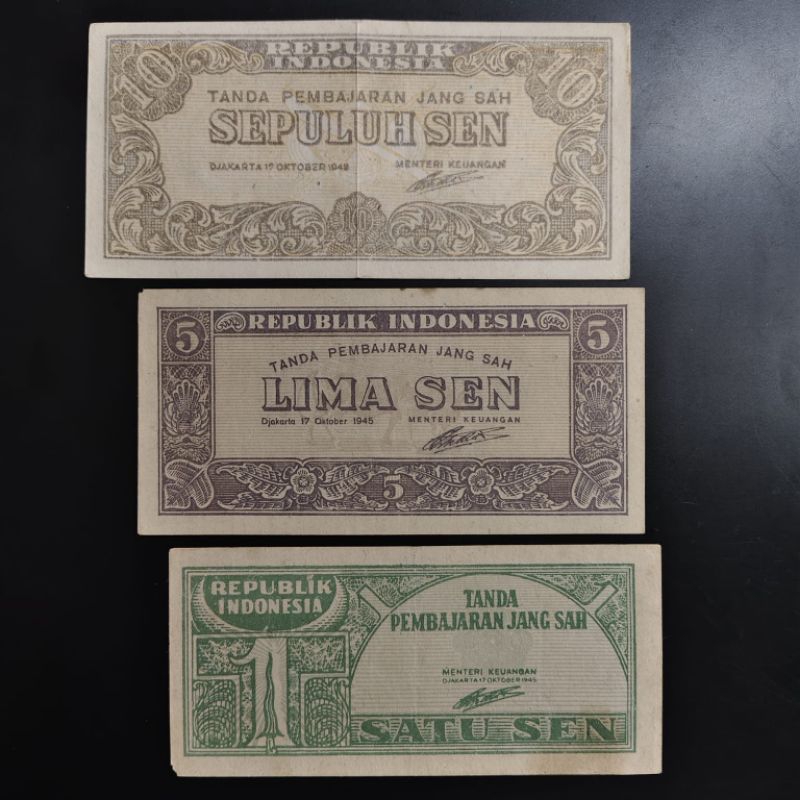 10 REPUBLIK INDONESIA 10
TANDA PEMBAJARAN JANG SAH
SEPULUH SEN
DJAKARTA 17 OKTOBER 1945 MENTERI KEUANGAN
10
5 REPUBLIK INDONESIA 5
TANDA PEMBAJARAN JANG SAH
LIMA SEN
Djakarta 17 Oktober 1945 MENTERI KEUANGAN
5
REPUBLIK
INDONESIA
1
TANDA
PEMBAJARAN JANG SAH
MENTERI KEUANGAN
DJAKARTA 17 OKTOBER 1945
SATU SEN